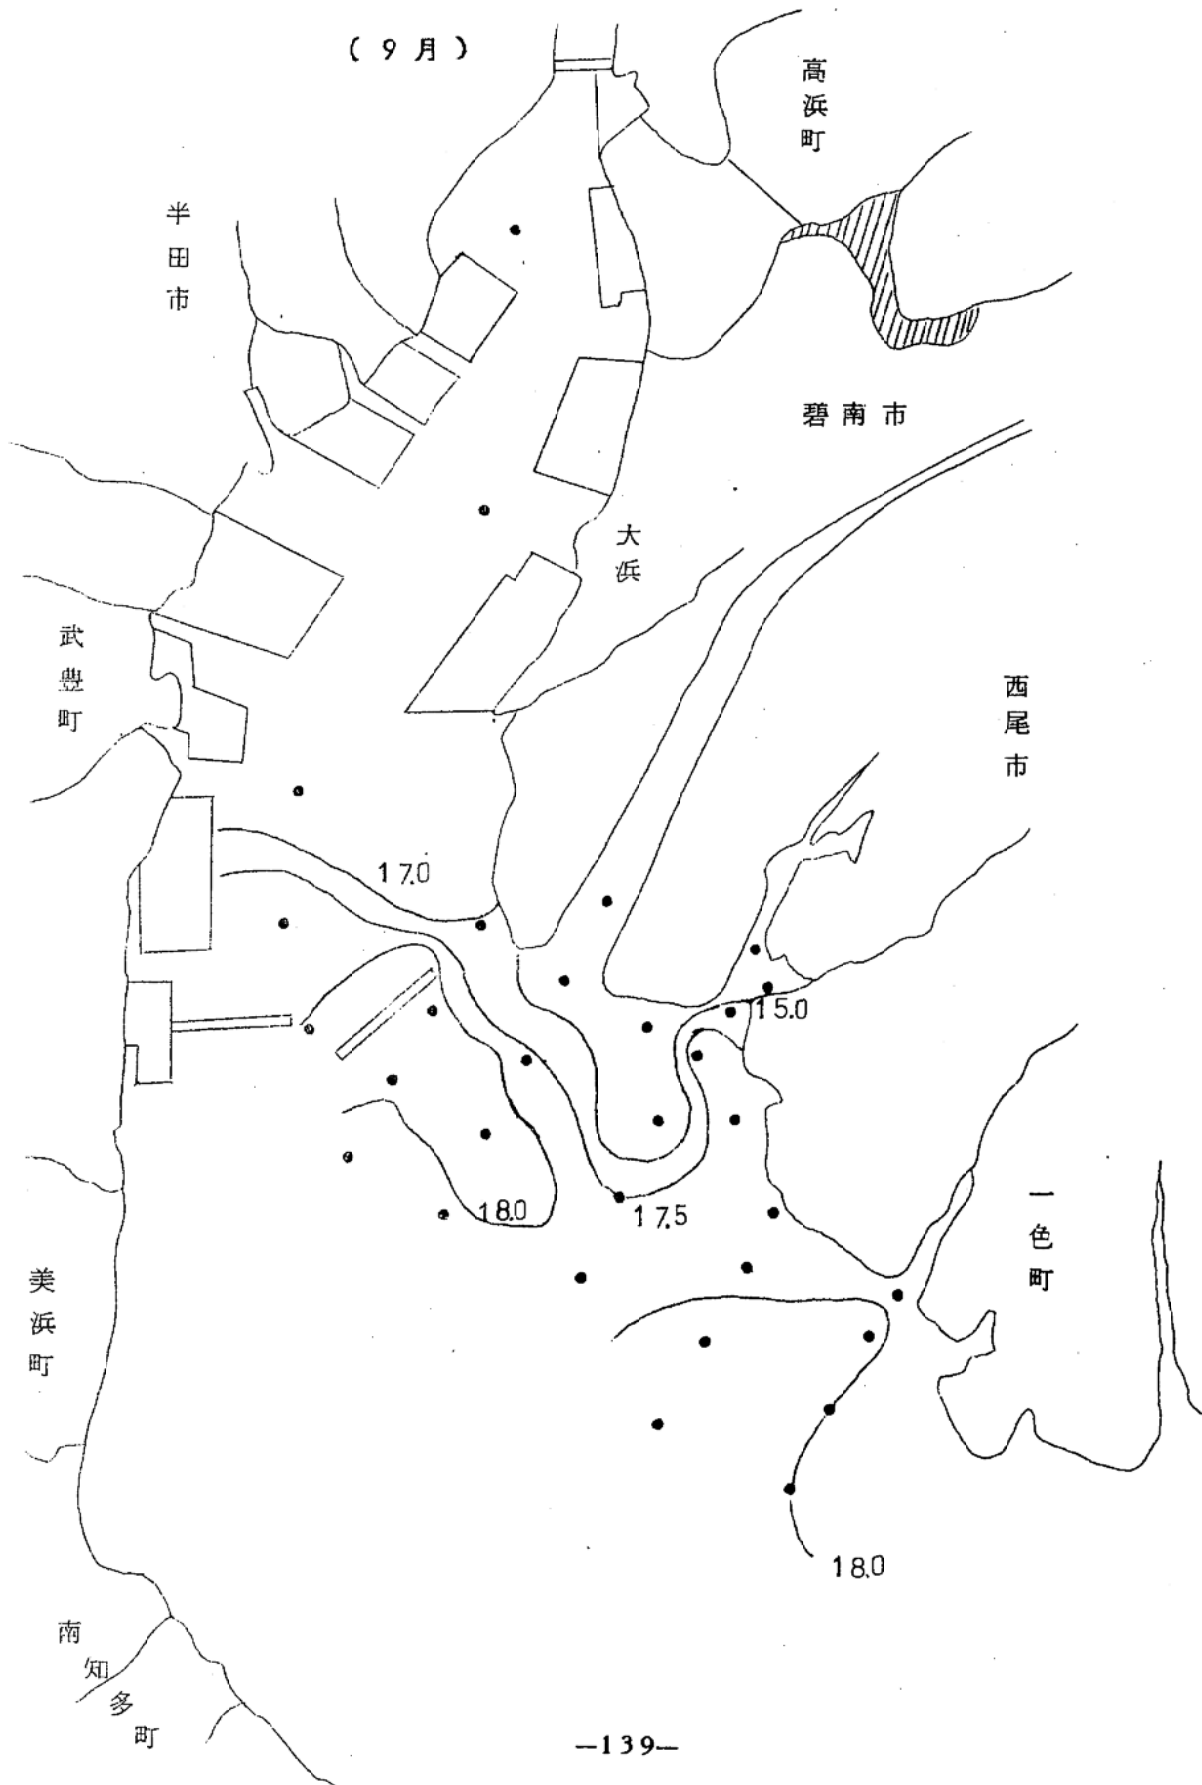 (9月)
高浜町
半田市
碧南市
大浜
武豊町
西尾市
17.0
15.0
18.0
17.5
一色町
美浜町
18.0
南知多町
—139—